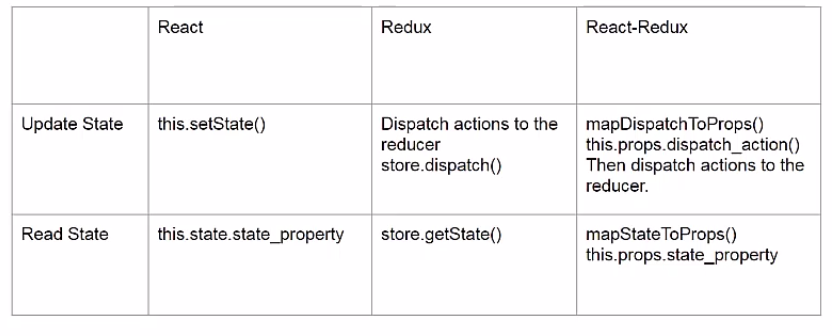 React
Redux
React-Redux
Update State
this.setState()
Dispatch actions to the
reducer
store.dispatch()
mapDispatchToProps()
this.props.dispatch_action()
Then dispatch actions to the
reducer.
Read State
this.state.state_property
store.getState()
mapStateToProps()
this.props.state_property